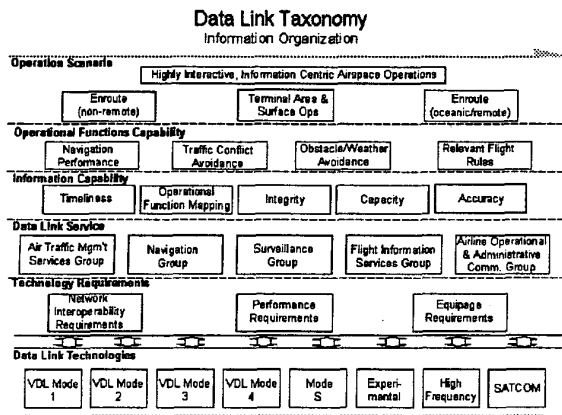 Data Link Taxonomy
Information Organization
Operation Scenario
Highly Interactive, Information Centric Airspace Operations
Enroute
(non-remote)
Terminal Area &
Surface Ops
Enroute
(oceanic/remote)
Operational Functions Capability
Navigation
Performance
Traffic Conflict
Avoidance
Obstacle/Weather
Avoidance
Relevant Flight
Rules
Information Capability
Timeliness
Operational
Function Mapping
Integrity
Capacity
Accuracy
Data Link Service
Air Traffic Mgm't
Services Group
Navigation
Group
Surveillance
Group
Flight Information
Services Group
Airline Operational
& Administrative
Comm. Group
Technology Requirements
Network
Interoperability
Requirements
Performance
Requirements
Equipage
Requirements
Data Link Technologies
VDL Mode
1
VDL Mode
2
VDL Mode
3
VDL Mode
4
Mode
S
Experi-
mental
High
Frequency
SATCOM